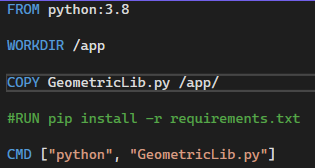 FROM python:3.8
WORKDIR /app
COPY GeometricLib.py /app/
#RUN pip install -r requirements.txt
CMD ["python", "GeometricLib.py"]